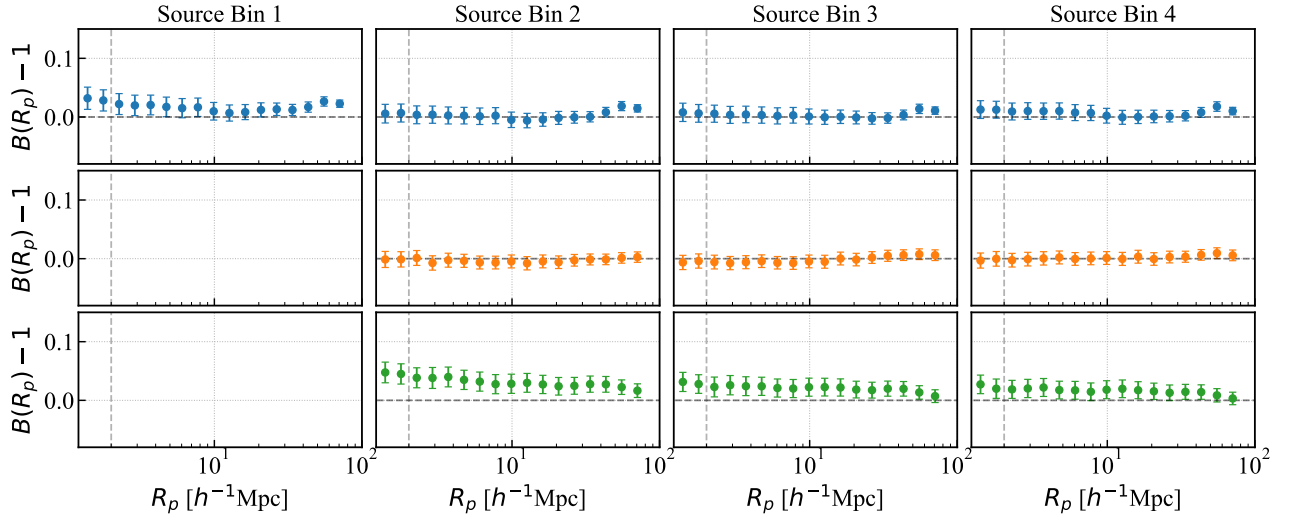 Source Bin 1 Source Bin 2 Source Bin 3 Source Bin 4
B(R_p) − 1
0.1
0.0
B(R_p) − 1
0.1
0.0
B(R_p) − 1
0.1
0.0
10^1 10^2 10^1 10^2 10^1 10^2 10^1 10^2
R_p [h^−1Mpc] R_p [h^−1Mpc] R_p [h^−1Mpc] R_p [h^−1Mpc]